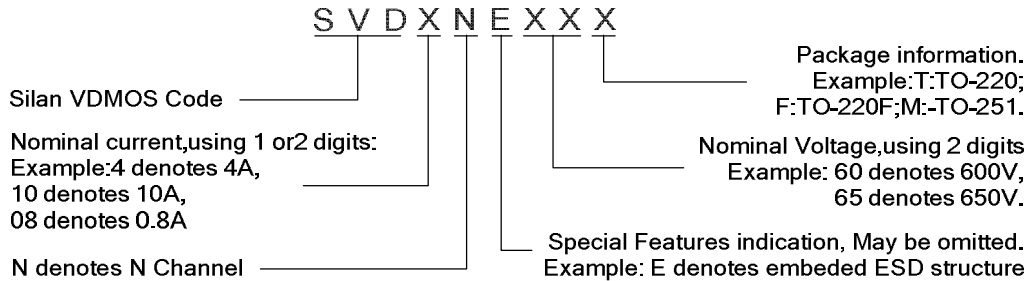 S V D X N E X X X
Package information.
Example:T:TO-220;
F:TO-220F;M:-TO-251.
Silan VDMOS Code
Nominal current,using 1 or2 digits:
Example:4 denotes 4A,
10 denotes 10A,
08 denotes 0.8A
Nominal Voltage,using 2 digits
Example: 60 denotes 600V,
65 denotes 650V.
N denotes N Channel
Special Features indication, May be omitted.
Example: E denotes embeded ESD structure